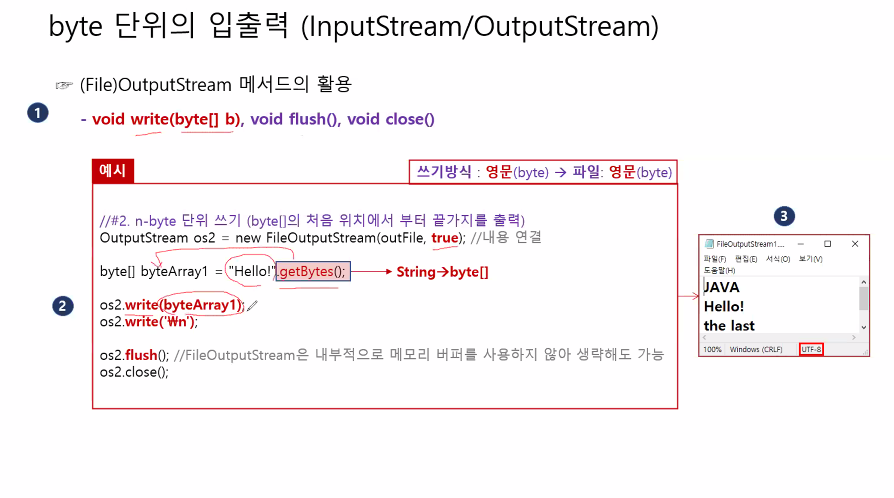 byte 단위의 입출력 (InputStream/OutputStream)
☞ (File)OutputStream 메서드의 활용
1
- void write(byte[] b), void flush(), void close()
예시
쓰기방식 : 영문(byte) → 파일: 영문(byte)
//#2. n-byte 단위 쓰기 (byte[]의 처음 위치에서 부터 끝가지를 출력)
OutputStream os2 = new FileOutputStream(outFile, true); //내용 연결
byte[] byteArray1 = "Hello!".getBytes();
String→byte[]
2
os2.write(byteArray1);
os2.write('₩n');
os2.flush(); //FileOutputStream은 내부적으로 메모리 버퍼를 사용하지 않아 생략해도 가능
os2.close();
3
FileOutputStream1....
파일(F) 편집(E) 서식(O) 보기(V)
도움말(H)
JAVA
Hello!
the last
100% Windows (CRLF) UTF-8